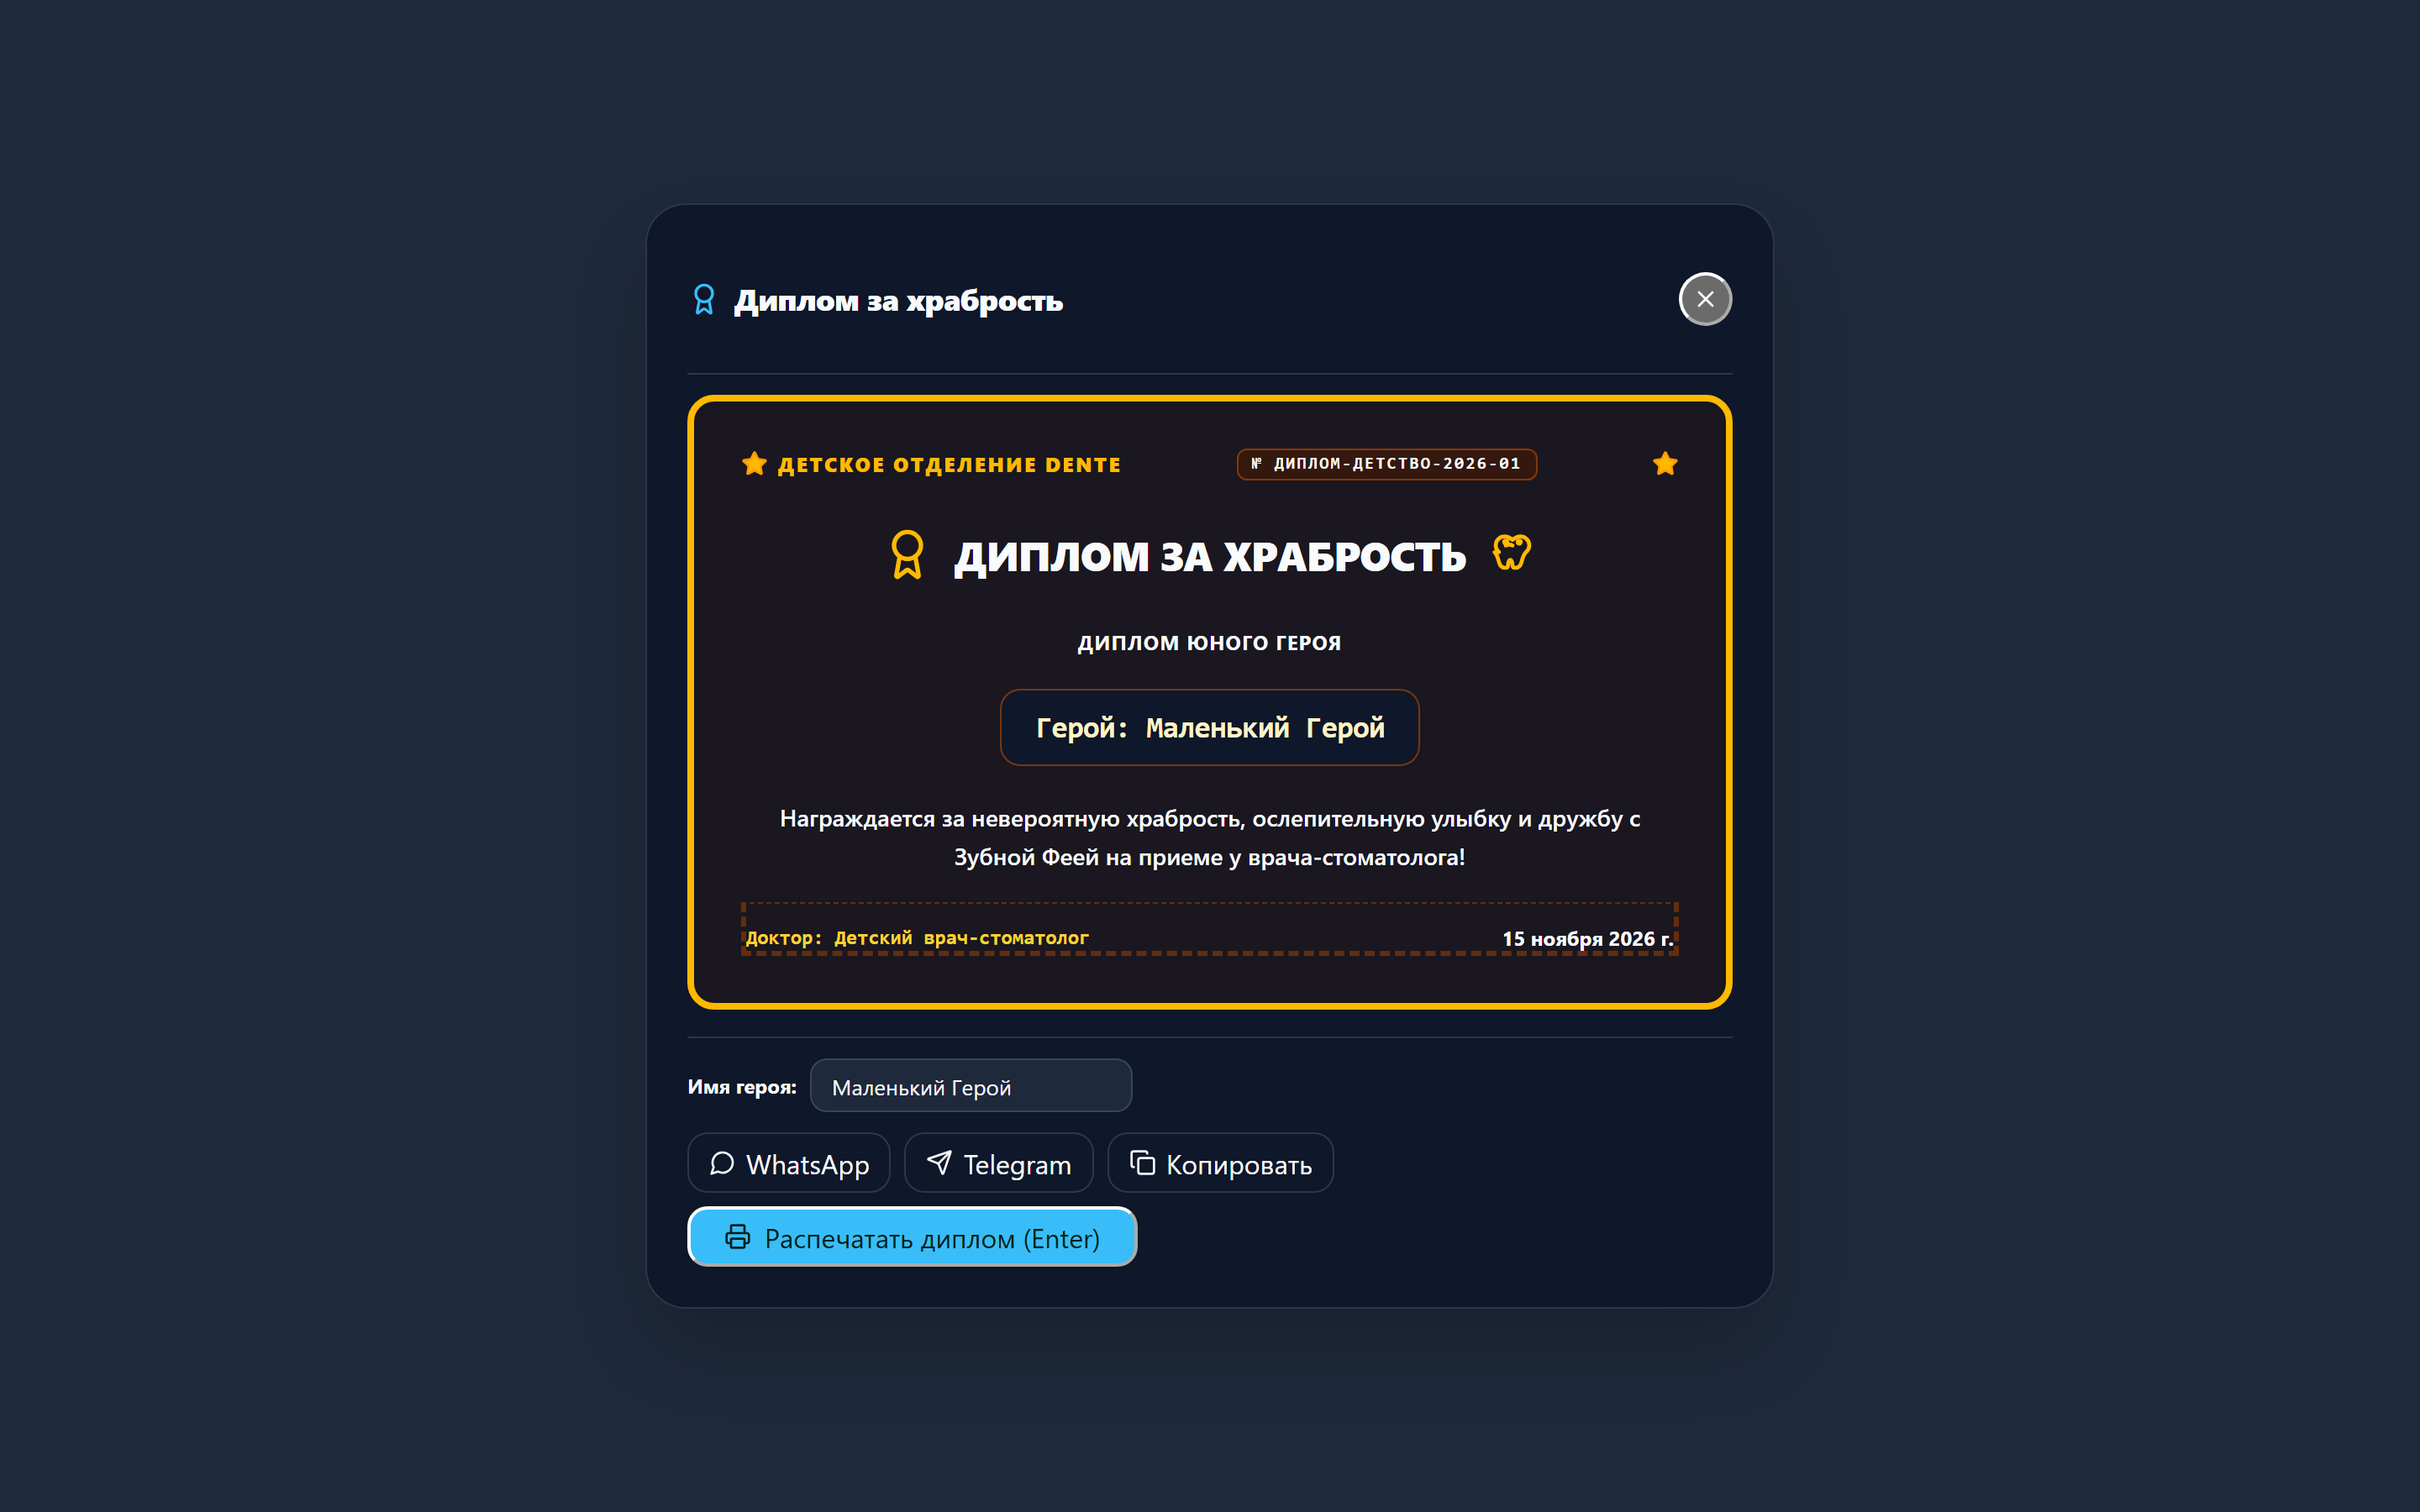 Диплом за храбрость
ДЕТСКОЕ ОТДЕЛЕНИЕ DENTE
№ ДИПЛОМ-ДЕТСТВО-2026-01
ДИПЛОМ ЗА ХРАБРОСТЬ
ДИПЛОМ ЮНОГО ГЕРОЯ
Герой: Маленький Герой
Награждается за невероятную храбрость, ослепительную улыбку и дружбу с
Зубной Феей на приеме у врача-стоматолога!
Доктор: Детский врач-стоматолог
15 ноября 2026 г.
Имя героя: Маленький Герой
WhatsApp Telegram Копировать
Распечатать диплом (Enter)